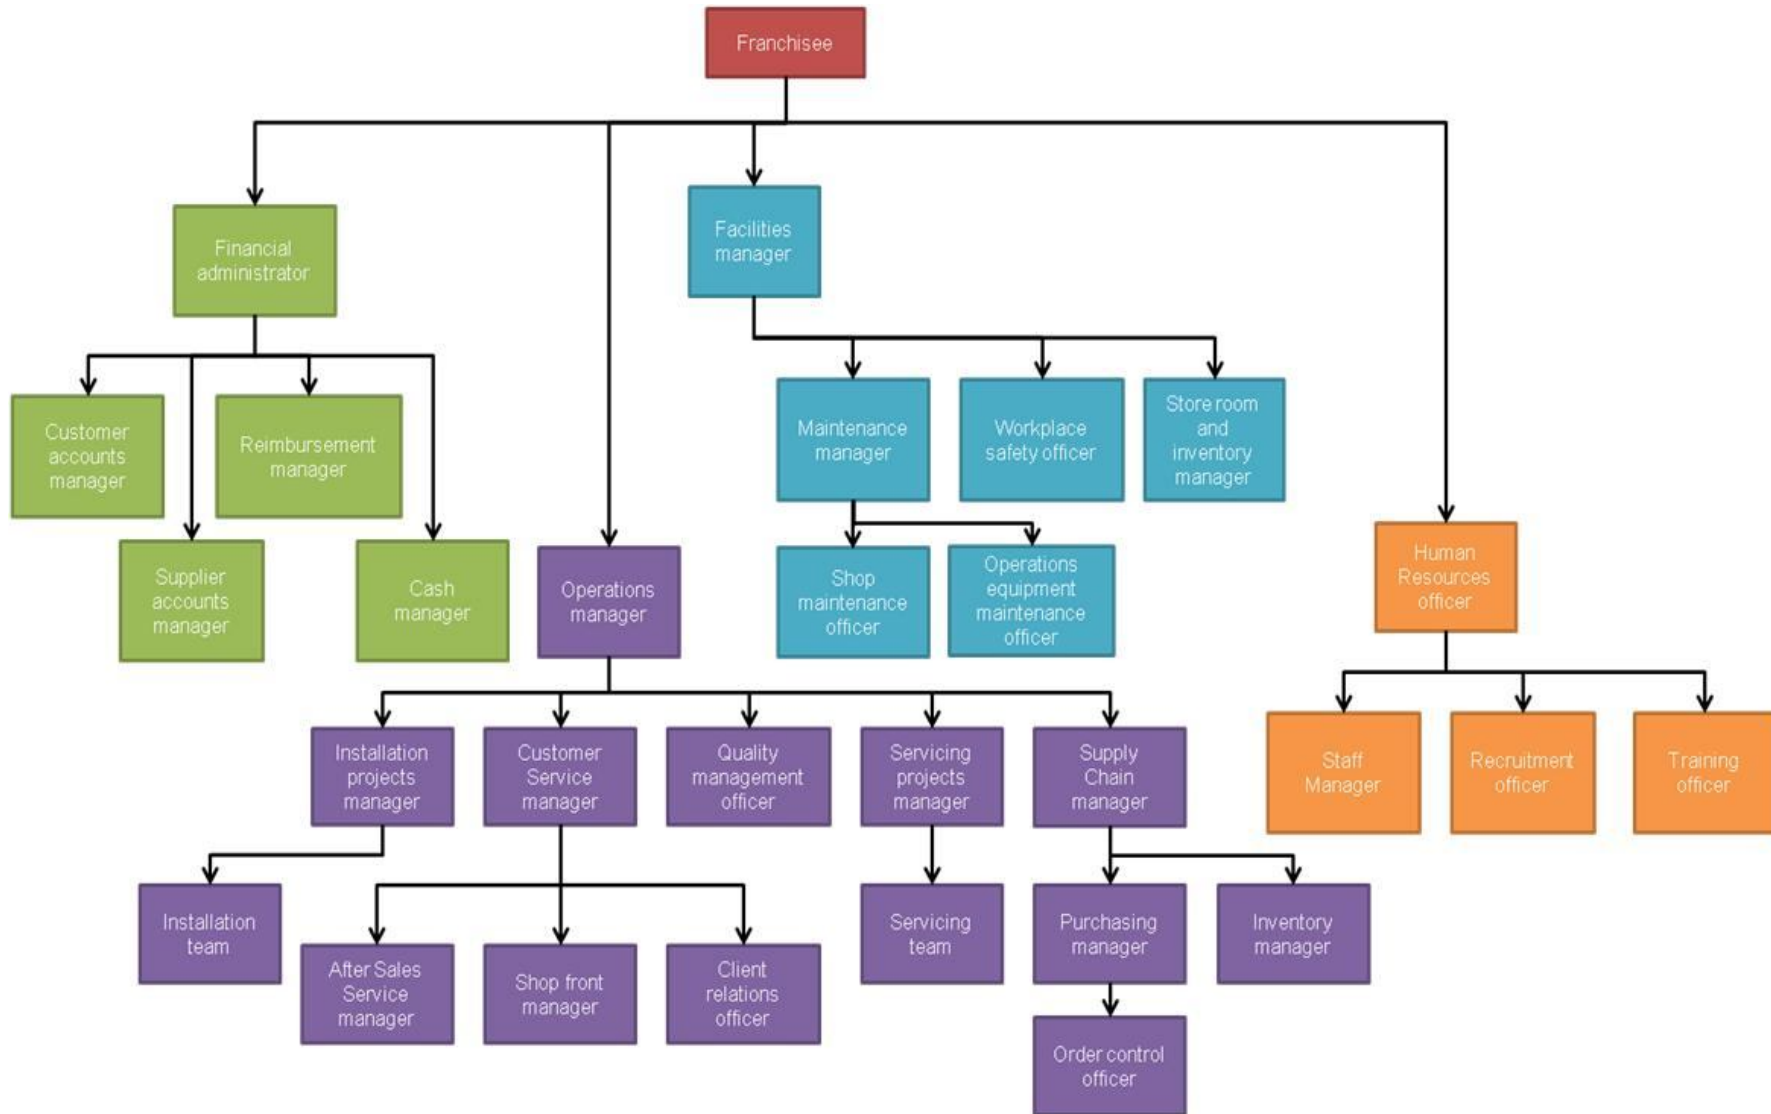 Franchisee
Financial
administrator
Facilities
manager
Customer
accounts
manager
Reimbursement
manager
Supplier
accounts
manager
Cash
manager
Maintenance
manager
Workplace
safety officer
Store room
and
inventory
manager
Shop
maintenance
officer
Operations
equipment
maintenance
officer
Operations
manager
Human
Resources
officer
Installation
projects
manager
Customer
Service
manager
Quality
management
officer
Servicing
projects
manager
Supply
Chain
manager
Staff
Manager
Recruitment
officer
Training
officer
Installation
team
After Sales
Service
manager
Shop front
manager
Client
relations
officer
Servicing
team
Purchasing
manager
Inventory
manager
Order control
officer